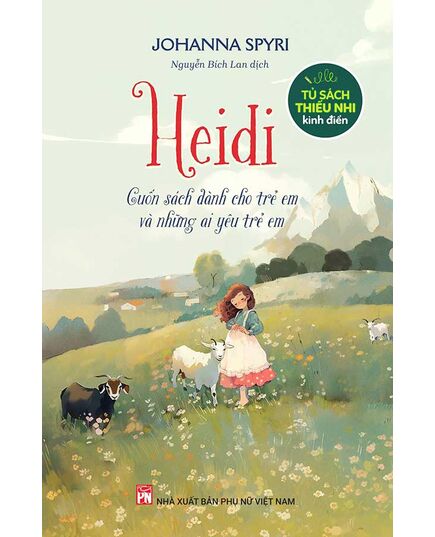 JOHANNA SPYRI
Nguyễn Bích Lan dịch
TỦ SÁCH
THIẾU NHI
kinh điển
Heidi
Cuốn sách dành cho trẻ em
và những ai yêu trẻ em
PN
NHÀ XUẤT BẢN PHỤ NỮ VIỆT NAM